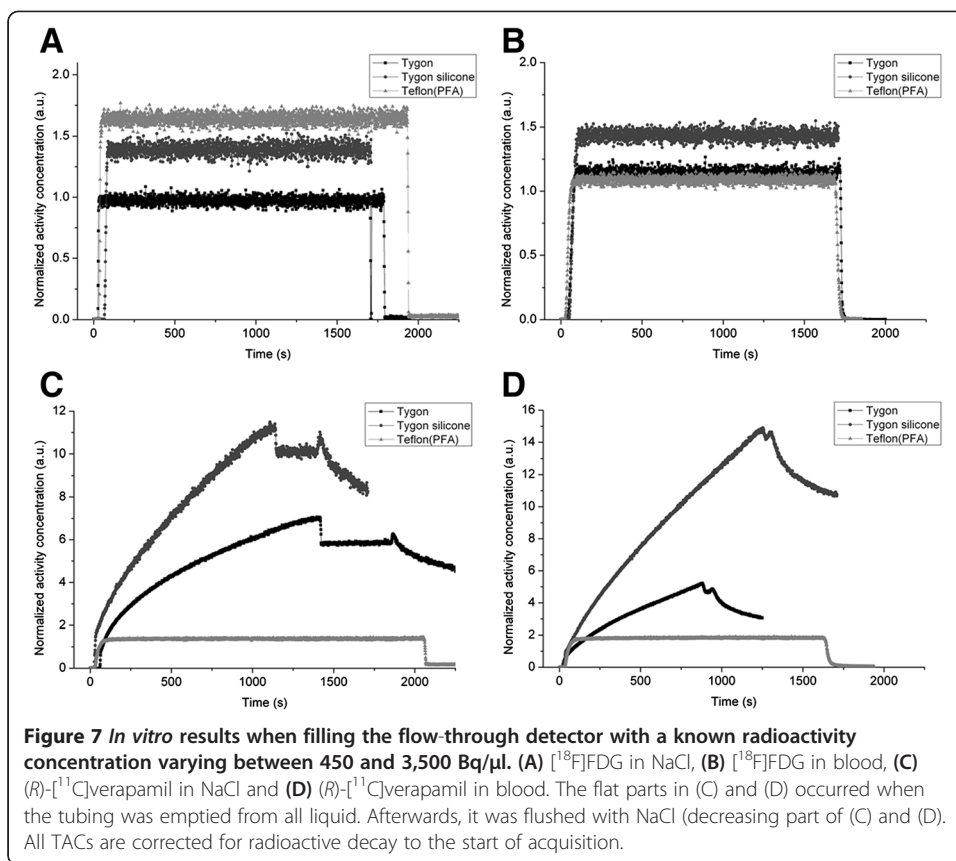 A
Tygon
Tygon silicone
Teflon(PFA)
Normalized activity concentration (a.u.)
2.0
1.5
1.0
0.5
0.0
0 500 1000 1500 2000
Time (s)
B
Tygon
Tygon silicone
Teflon(PFA)
Normalized activity concentration (a.u.)
2.0
1.5
1.0
0.5
0.0
0 500 1000 1500 2000
Time (s)
C
Tygon
Tygon silicone
Teflon(PFA)
Normalized activity concentration (a.u.)
12
10
8
6
4
2
0
0 500 1000 1500 2000
Time (s)
D
Tygon
Tygon silicone
Teflon(PFA)
Normalized activity concentration (a.u.)
16
14
12
10
8
6
4
2
0
0 500 1000 1500 2000
Time (s)
Figure 7 In vitro results when filling the flow-through detector with a known radioactivity
concentration varying between 450 and 3,500 Bq/μl. (A) [¹⁸F]FDG in NaCl, (B) [¹⁸F]FDG in blood, (C)
(R)-[¹¹C]verapamil in NaCl and (D) (R)-[¹¹C]verapamil in blood. The flat parts in (C) and (D) occurred when
the tubing was emptied from all liquid. Afterwards, it was flushed with NaCl (decreasing part of (C) and (D).
All TACs are corrected for radioactive decay to the start of acquisition.